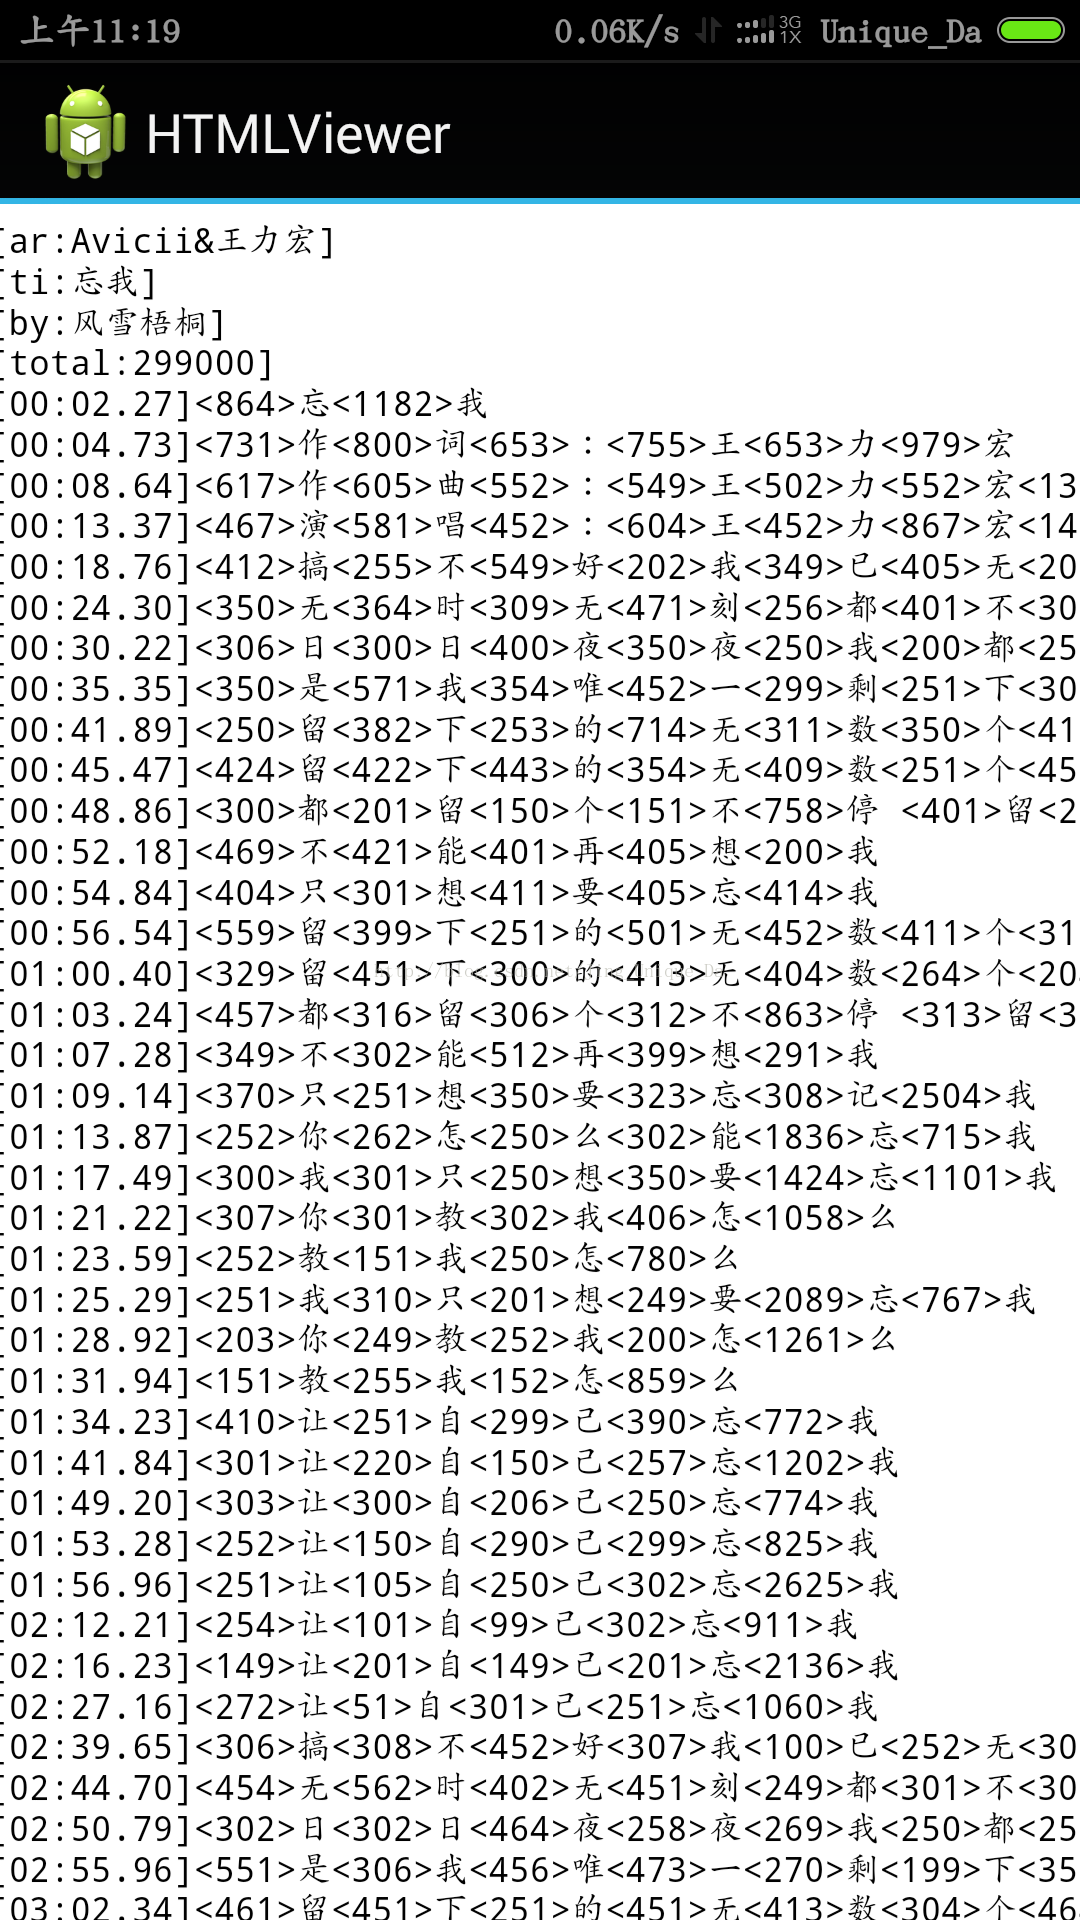 上午11:19 0.06K/s 3G 1X Unique_Da
HTMLViewer
[ar:Avicii&王力宏]
[ti:忘我]
[by:风雪梧桐]
[total:299000]
[00:02.27]<864>忘<1182>我
[00:04.73]<731>作<800>词<653>:<755>王<653>力<979>宏
[00:08.64]<617>作<605>曲<552>:<549>王<502>力<552>宏<13
[00:13.37]<467>演<581>唱<452>:<604>王<452>力<867>宏<14
[00:18.76]<412>搞<255>不<549>好<202>我<349>已<405>无<20
[00:24.30]<350>无<364>时<309>无<471>刻<256>都<401>不<30
[00:30.22]<306>日<300>日<400>夜<350>夜<250>我<200>都<25
[00:35.35]<350>是<571>我<354>唯<452>一<299>剩<251>下<30
[00:41.89]<250>留<382>下<253>的<714>无<311>数<350>个<41
[00:45.47]<424>留<422>下<443>的<354>无<409>数<251>个<45
[00:48.86]<300>都<201>留<150>个<151>不<758>停 <401>留<2
[00:52.18]<469>不<421>能<401>再<405>想<200>我
[00:54.84]<404>只<301>想<411>要<405>忘<414>我
[00:56.54]<559>留<399>下<251>的<501>无<452>数<411>个<31
[01:00.40]<329>留<451>下<300>的<413>无<404>数<264>个<20
[01:03.24]<457>都<316>留<306>个<312>不<863>停 <313>留<3
[01:07.28]<349>不<302>能<512>再<399>想<291>我
[01:09.14]<370>只<251>想<350>要<323>忘<308>记<2504>我
[01:13.87]<252>你<262>怎<250>么<302>能<1836>忘<715>我
[01:17.49]<300>我<301>只<250>想<350>要<1424>忘<1101>我
[01:21.22]<307>你<301>教<302>我<406>怎<1058>么
[01:23.59]<252>教<151>我<250>怎<780>么
[01:25.29]<251>我<310>只<201>想<249>要<2089>忘<767>我
[01:28.92]<203>你<249>教<252>我<200>怎<1261>么
[01:31.94]<151>教<255>我<152>怎<859>么
[01:34.23]<410>让<251>自<299>己<390>忘<772>我
[01:41.84]<301>让<220>自<150>己<257>忘<1202>我
[01:49.20]<303>让<300>自<206>己<250>忘<774>我
[01:53.28]<252>让<150>自<290>己<299>忘<825>我
[01:56.96]<251>让<105>自<250>己<302>忘<2625>我
[02:12.21]<254>让<101>自<99>己<302>忘<911>我
[02:16.23]<149>让<201>自<149>己<201>忘<2136>我
[02:27.16]<272>让<51>自<301>己<251>忘<1060>我
[02:39.65]<306>搞<308>不<452>好<307>我<100>已<252>无<30
[02:44.70]<454>无<562>时<402>无<451>刻<249>都<301>不<30
[02:50.79]<302>日<302>日<464>夜<258>夜<269>我<250>都<25
[02:55.96]<551>是<306>我<456>唯<473>一<270>剩<199>下<35
[03:02.34]<461>留<451>下<251>的<451>无<413>数<304>个<46